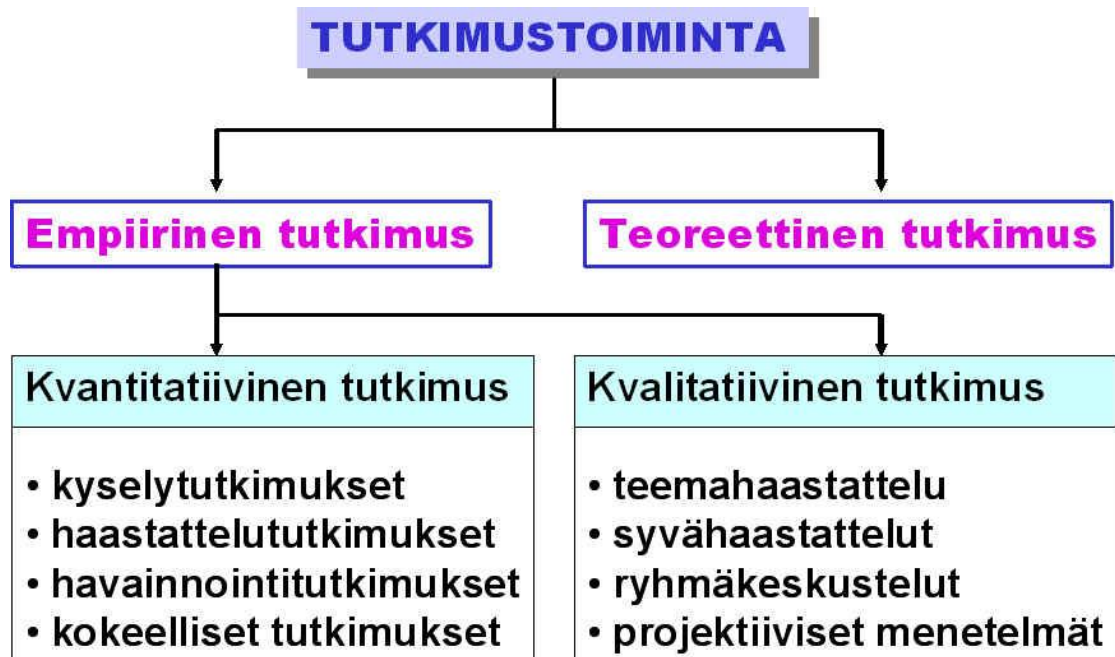 TUTKIMUSTOIMINTA
Empiirinen tutkimus
Teoreettinen tutkimus
Kvantitatiivinen tutkimus
• kyselytutkimukset
• haastattelututkimukset
• havainnointitutkimukset
• kokeelliset tutkimukset
Kvalitatiivinen tutkimus
• teemahaastattelu
• syvähaastattelut
• ryhmäkeskustelut
• projektiiviset menetelmät